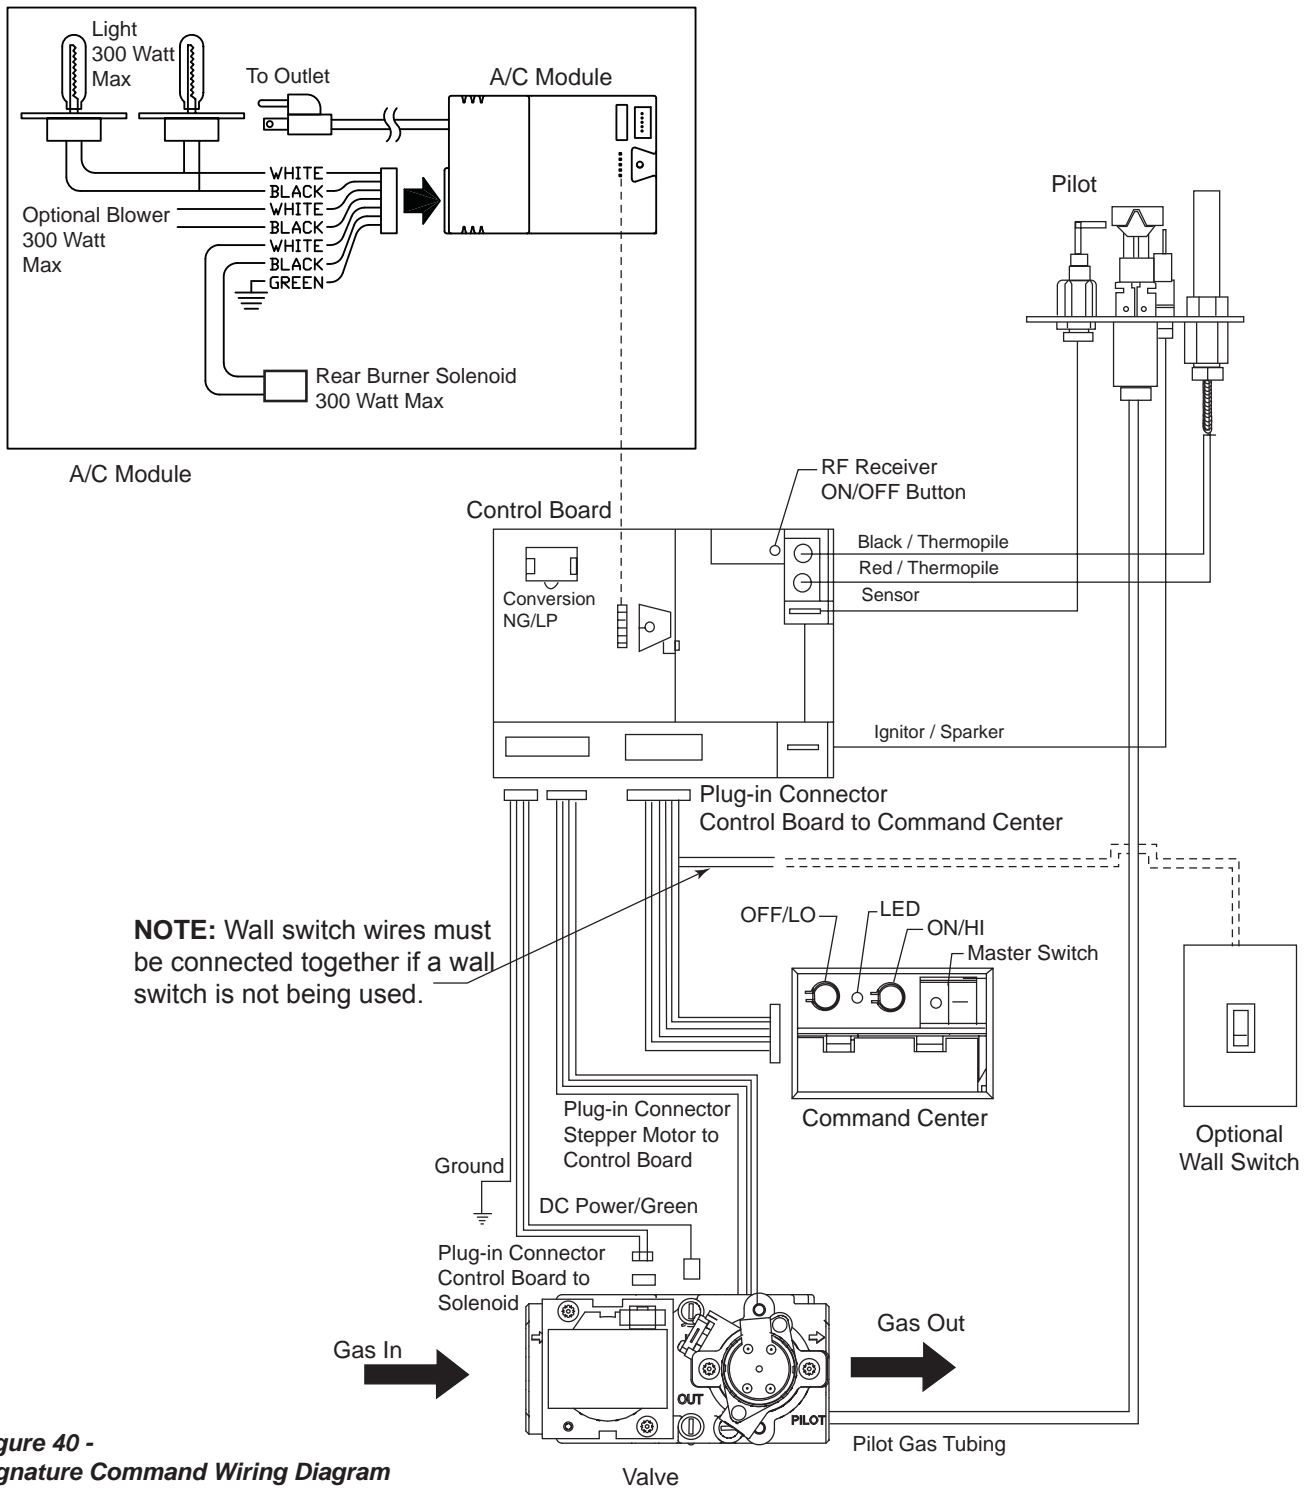 Light
300 Watt
Max
To Outlet
A/C Module
WHITE
BLACK
WHITE
BLACK
WHITE
BLACK
GREEN
Optional Blower
300 Watt
Max
Rear Burner Solenoid
300 Watt Max
A/C Module
Pilot
RF Receiver
ON/OFF Button
Control Board
Black / Thermopile
Red / Thermopile
Sensor
Conversion
NG/LP
Ignitor / Sparker
Plug-in Connector
Control Board to Command Center
NOTE: Wall switch wires must
be connected together if a wall
switch is not being used.
OFF/LO
LED
ON/HI
Master Switch
Command Center
Optional
Wall Switch
Plug-in Connector
Stepper Motor to
Control Board
Ground
DC Power/Green
Plug-in Connector
Control Board to
Solenoid
Gas In
Gas Out
OUT
PILOT
Pilot Gas Tubing
Valve
gure 40 -
gnature Command Wiring Diagram